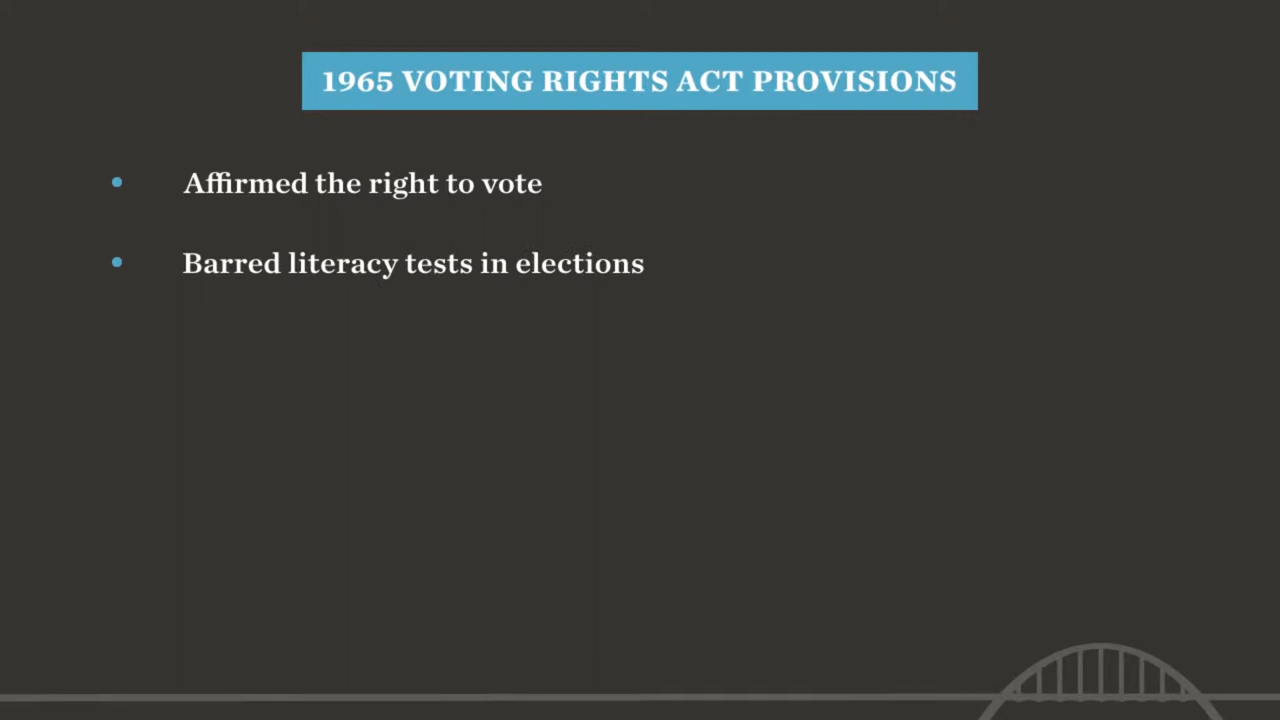 1965 VOTING RIGHTS ACT PROVISIONS
• Affirmed the right to vote
• Barred literacy tests in elections